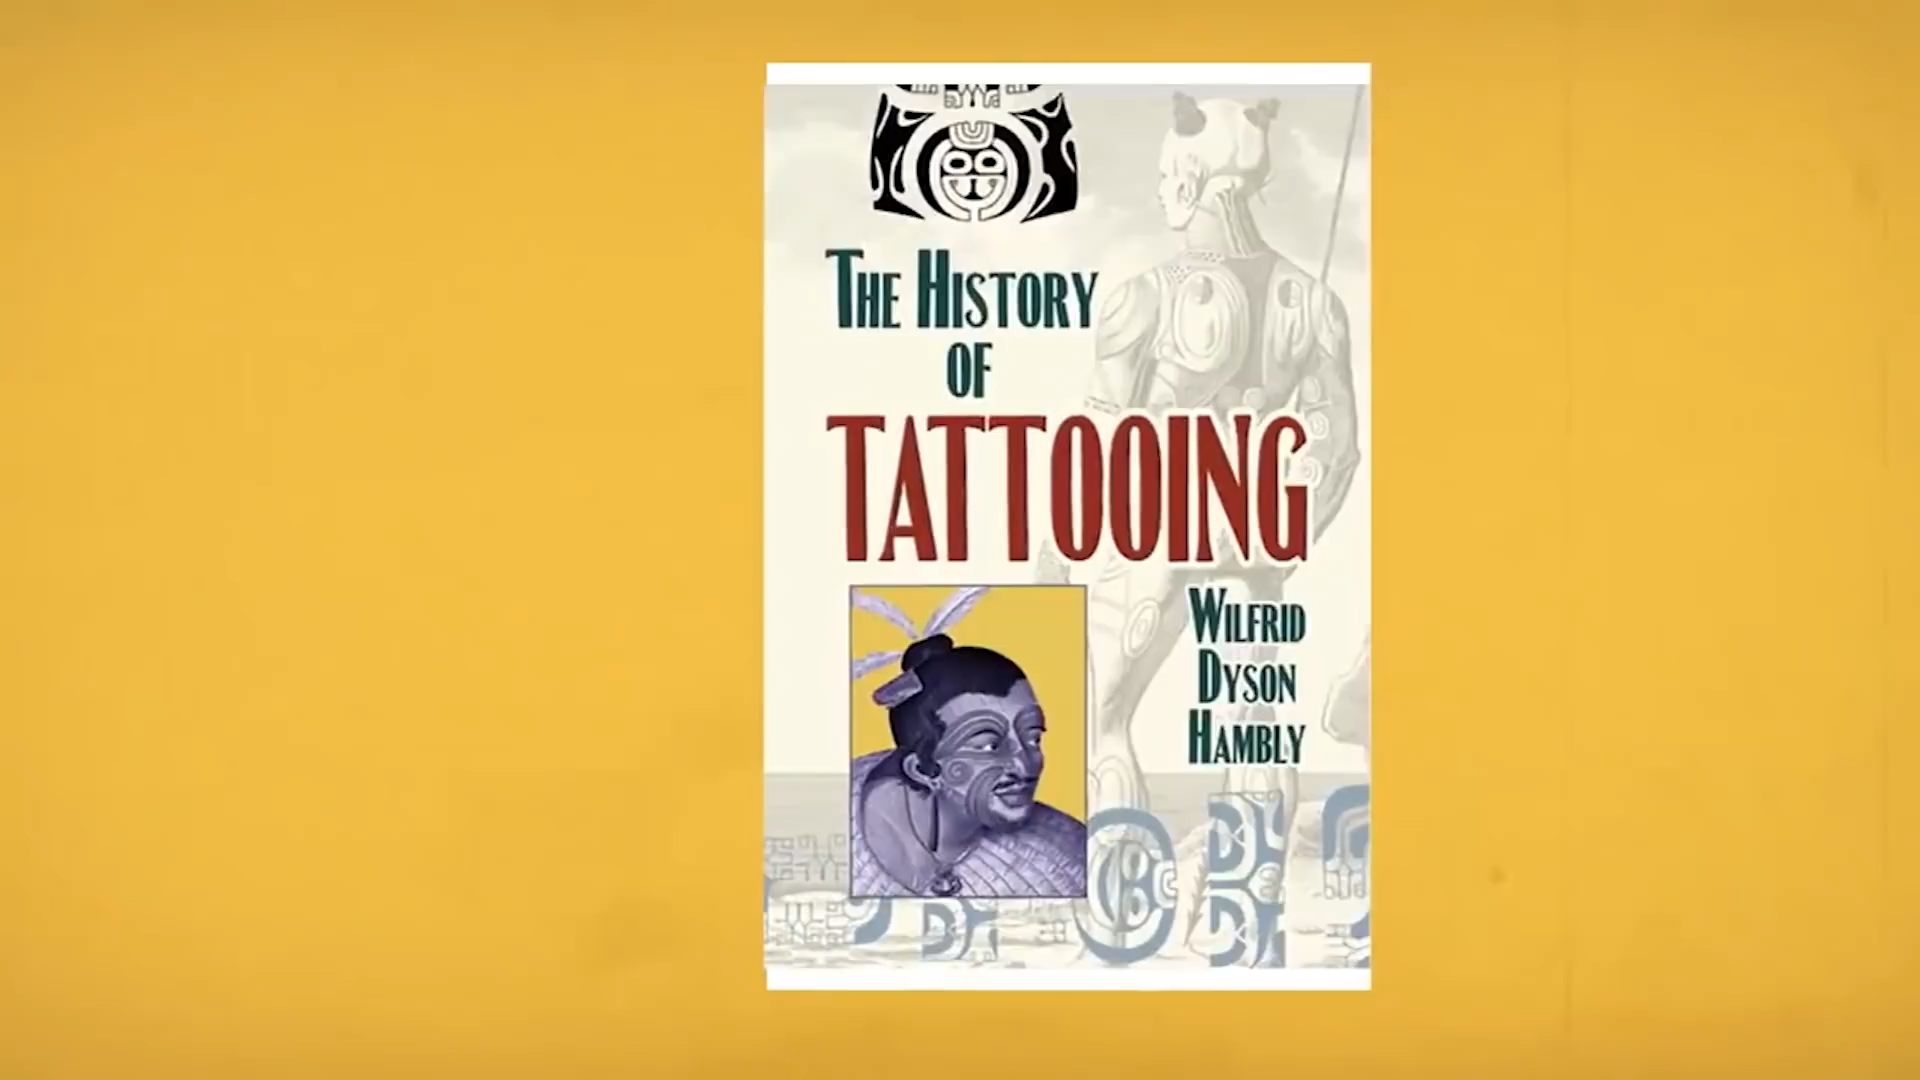 THE HISTORY
OF
TATTOOING
WILFRID
DYSON
HAMBLY